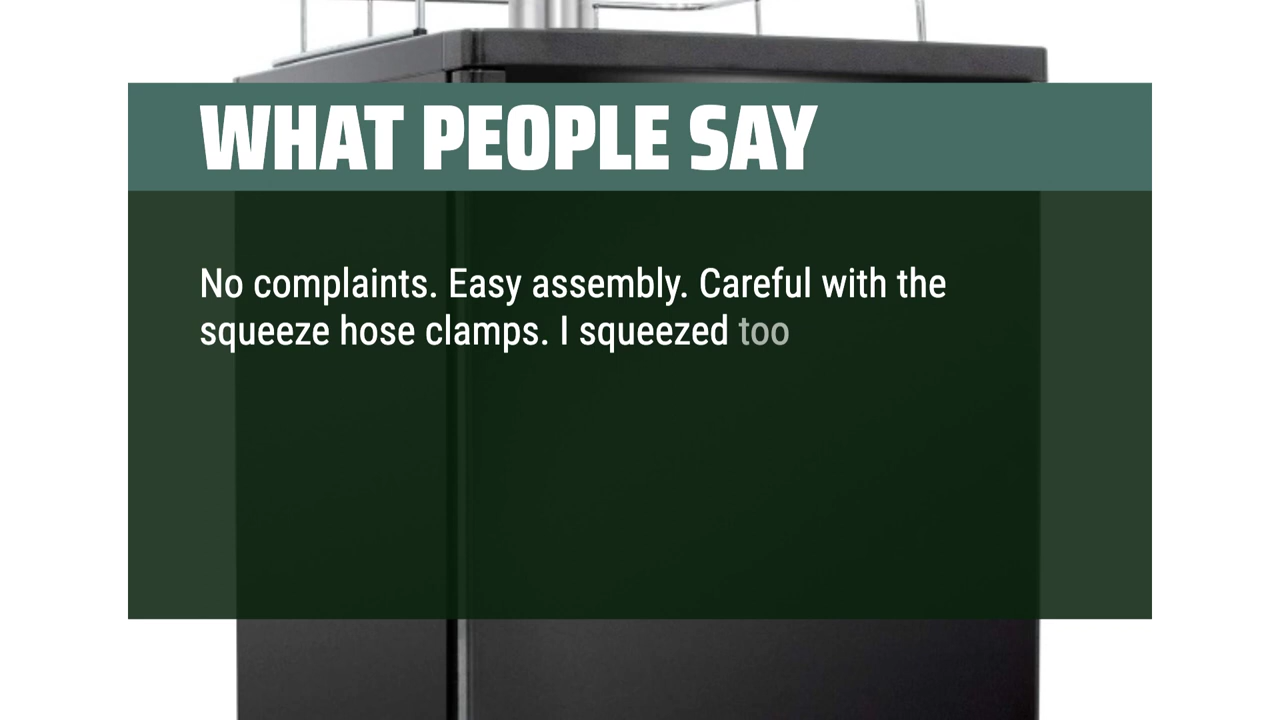 WHAT PEOPLE SAY
No complaints. Easy assembly. Careful with the
squeeze hose clamps. I squeezed too